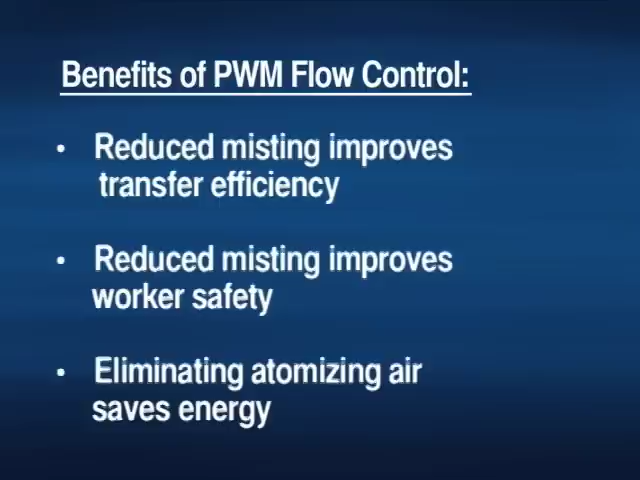 Benefits of PWM Flow Control:
• Reduced misting improves
transfer efficiency
• Reduced misting improves
worker safety
• Eliminating atomizing air
saves energy